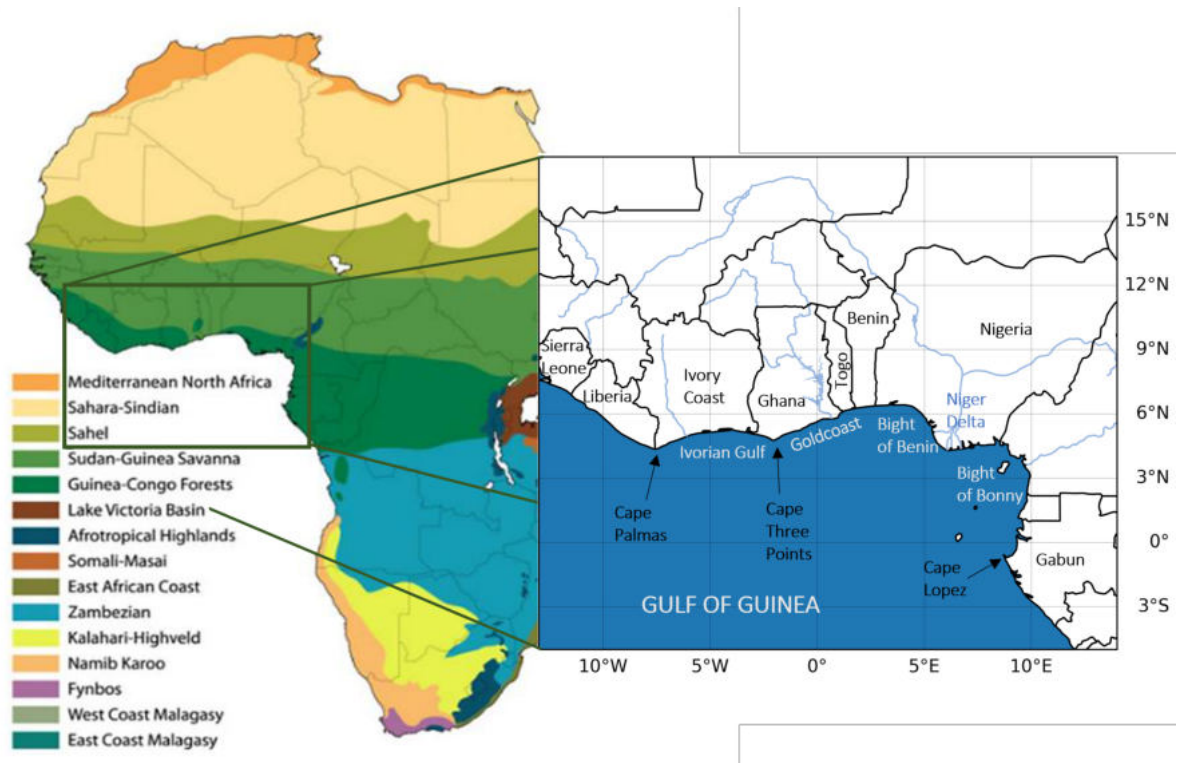 Mediterranean North Africa
Sahara-Sindian
Sahel
Sudan-Guinea Savanna
Guinea-Congo Forests
Lake Victoria Basin
Afrotropical Highlands
Somali-Masai
East African Coast
Zambezian
Kalahari-Highveld
Namib Karoo
Fynbos
West Coast Malagasy
East Coast Malagasy
15°N
12°N
9°N
6°N
3°N
0°
3°S
10°W
5°W
0°
5°E
10°E
Sierra
Leone
Liberia
Ivory
Coast
Ghana
Togo
Benin
Nigeria
Niger
Delta
Ivorian Gulf
Goldcoast
Bight
of Benin
Bight
of Bonny
Cape
Palmas
Cape
Three
Points
Cape
Lopez
Gabun
GULF OF GUINEA